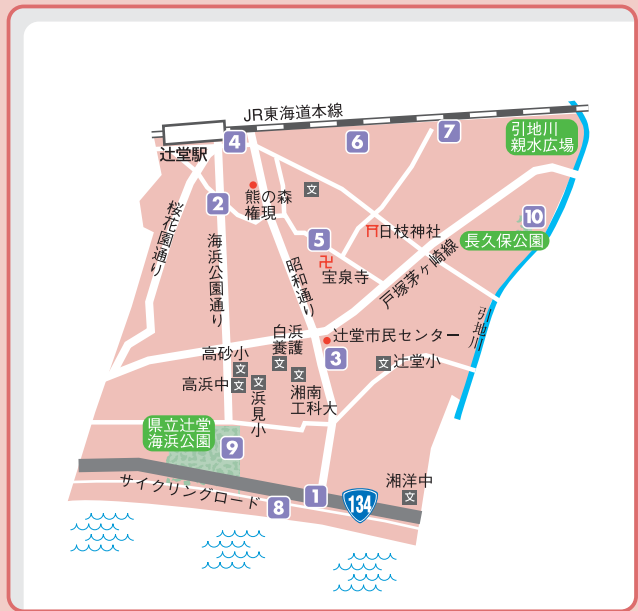 JR東海道本線
辻堂駅
4
6
7
引地川
親水広場
熊の森
権現
文
2
桜花園通り
海浜公園通り
昭和通り
5
卍
宝泉寺
日枝神社
10
長久保公園
戸塚茅ヶ崎線
引地川
辻堂市民センター
3
白浜
養護
文
高砂小
文
高浜中
文
文
浜見小
文
湘南
工科大
文
辻堂小
県立辻堂
海浜公園
9
サイクリングロード
8
1
134
湘洋中
文